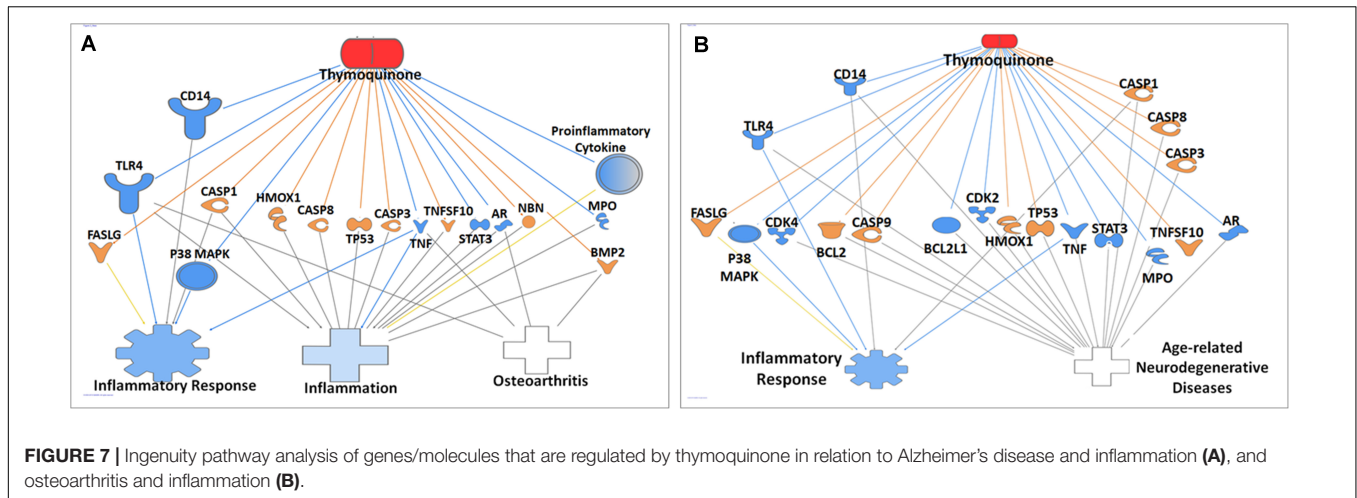 A
Thymoquinone
CD14
Proinflammatory
Cytokine
TLR4
CASP1
HMOX1
CASP8
TP53
CASP3
TNF
TNFSF10
STAT3
AR
NBN
MPO
FASLG
P38 MAPK
BMP2
Inflammatory Response
Inflammation
Osteoarthritis
B
Thymoquinone
CD14
CASP1
TLR4
CASP8
CASP3
FASLG
P38
MAPK
CDK4
BCL2
CASP9
BCL2L1
CDK2
HMOX1
TP53
TNF
STAT3
MPO
TNFSF10
AR
Inflammatory
Response
Age-related
Neurodegenerative
Diseases
FIGURE 7 | Ingenuity pathway analysis of genes/molecules that are regulated by thymoquinone in relation to Alzheimer's disease and inflammation (A), and
osteoarthritis and inflammation (B).